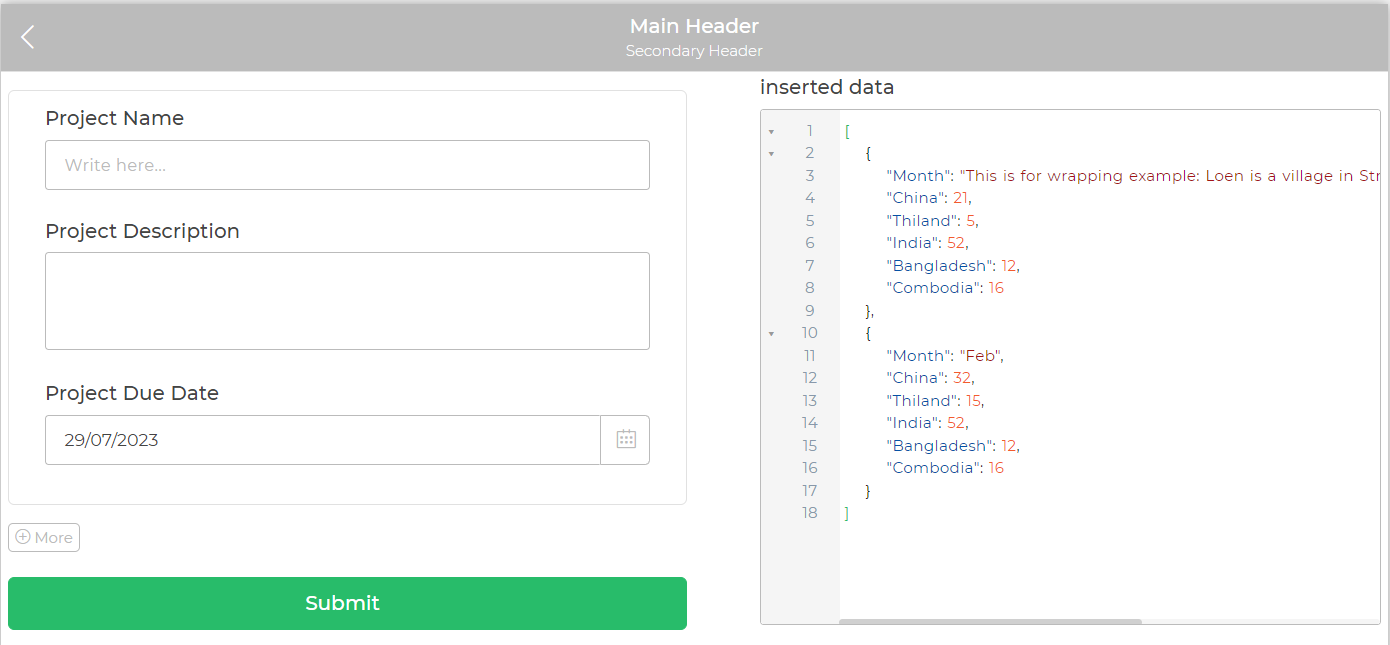 Main Header
Secondary Header
Project Name
Write here...
Project Description
Project Due Date
29/07/2023
More
Submit
inserted data
1 [
2 {
3 "Month": "This is for wrapping example: Loen is a village in Str
4 "China": 21,
5 "Thiland": 5,
6 "India": 52,
7 "Bangladesh": 12,
8 "Combodia": 16
9 },
10 {
11 "Month": "Feb",
12 "China": 32,
13 "Thiland": 15,
14 "India": 52,
15 "Bangladesh": 12,
16 "Combodia": 16
17 }
18 ]